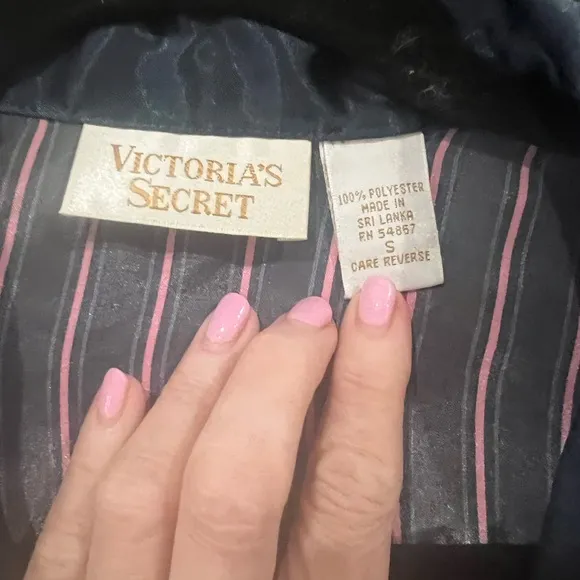 VICTORIA'S
SECRET
100% POLYESTER
MADE IN
SRI LANKA
RN 54867
S
CARE REVERSE